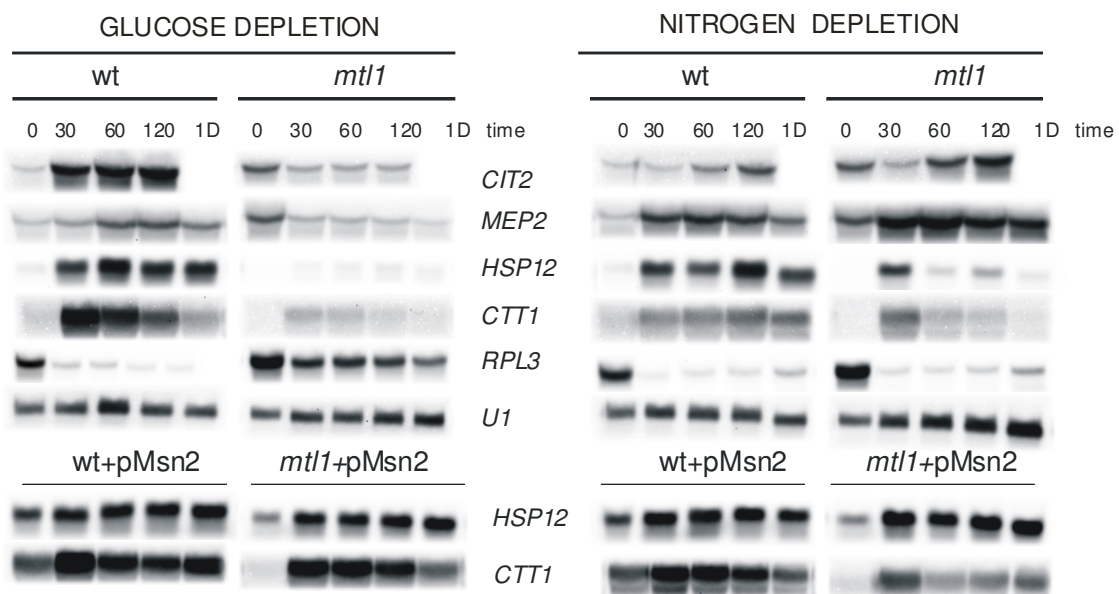 GLUCOSE DEPLETION NITROGEN DEPLETION
wt mtl1 wt mtl1
0 30 60 120 0 30 60 120 1D time 0 30 60 120 1D 0 30 60 120 1D time
CIT2
MEP2
HSP12
CTT1
RPL3
U1
wt+pMsn2 mtl1+pMsn2 wt+pMsn2 mtl1+pMsn2
HSP12
CTT1